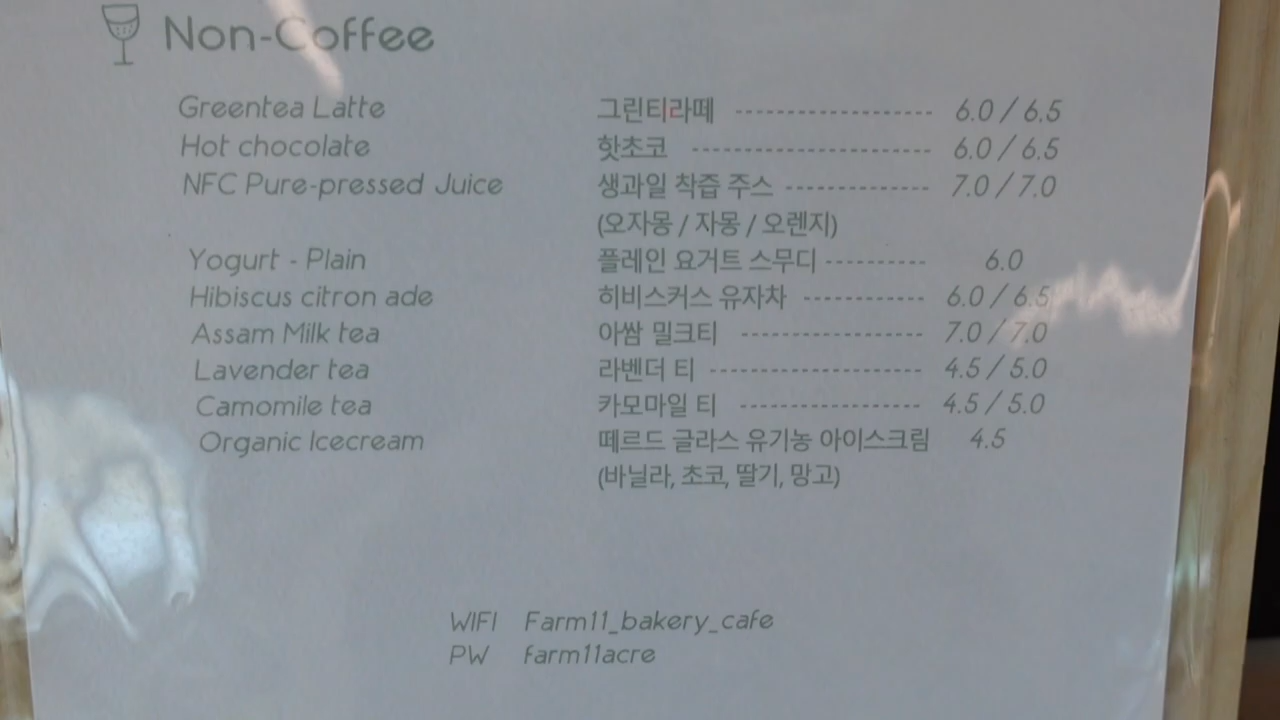 Non-Coffee
Greentea Latte 그린티라떼 ------------------- 6.0 / 6.5
Hot chocolate 핫초코 ----------------------- 6.0 / 6.5
NFC Pure-pressed Juice 생과일 착즙 주스 -------------- 7.0 / 7.0
(오자몽 / 자몽 / 오렌지)
Yogurt - Plain 플레인 요거트 스무디 ---------- 6.0
Hibiscus citron ade 히비스커스 유자차 ------------ 6.0 / 6.5
Assam Milk tea 아쌈 밀크티 ------------------ 7.0 / 7.0
Lavender tea 라벤더 티 --------------------- 4.5 / 5.0
Camomile tea 카모마일 티 ------------------ 4.5 / 5.0
Organic Icecream 떼르드 글라스 유기농 아이스크림 4.5
(바닐라, 초코, 딸기, 망고)
WIFI Farm11_bakery_cafe
PW farm11acre